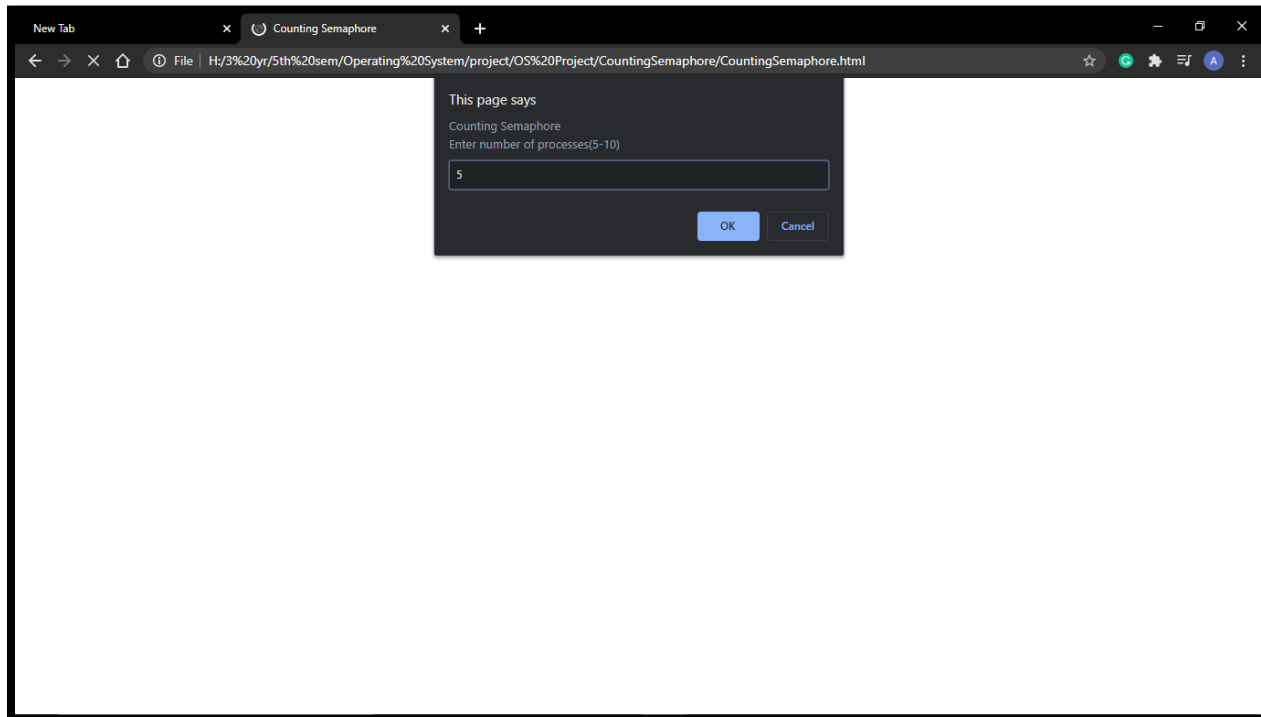 New Tab
Counting Semaphore
File | H:/3%20yr/5th%20sem/Operating%20System/project/OS%20Project/CountingSemaphore/CountingSemaphore.html
G
A
This page says
Counting Semaphore
Enter number of processes(5-10)
5
OK Cancel